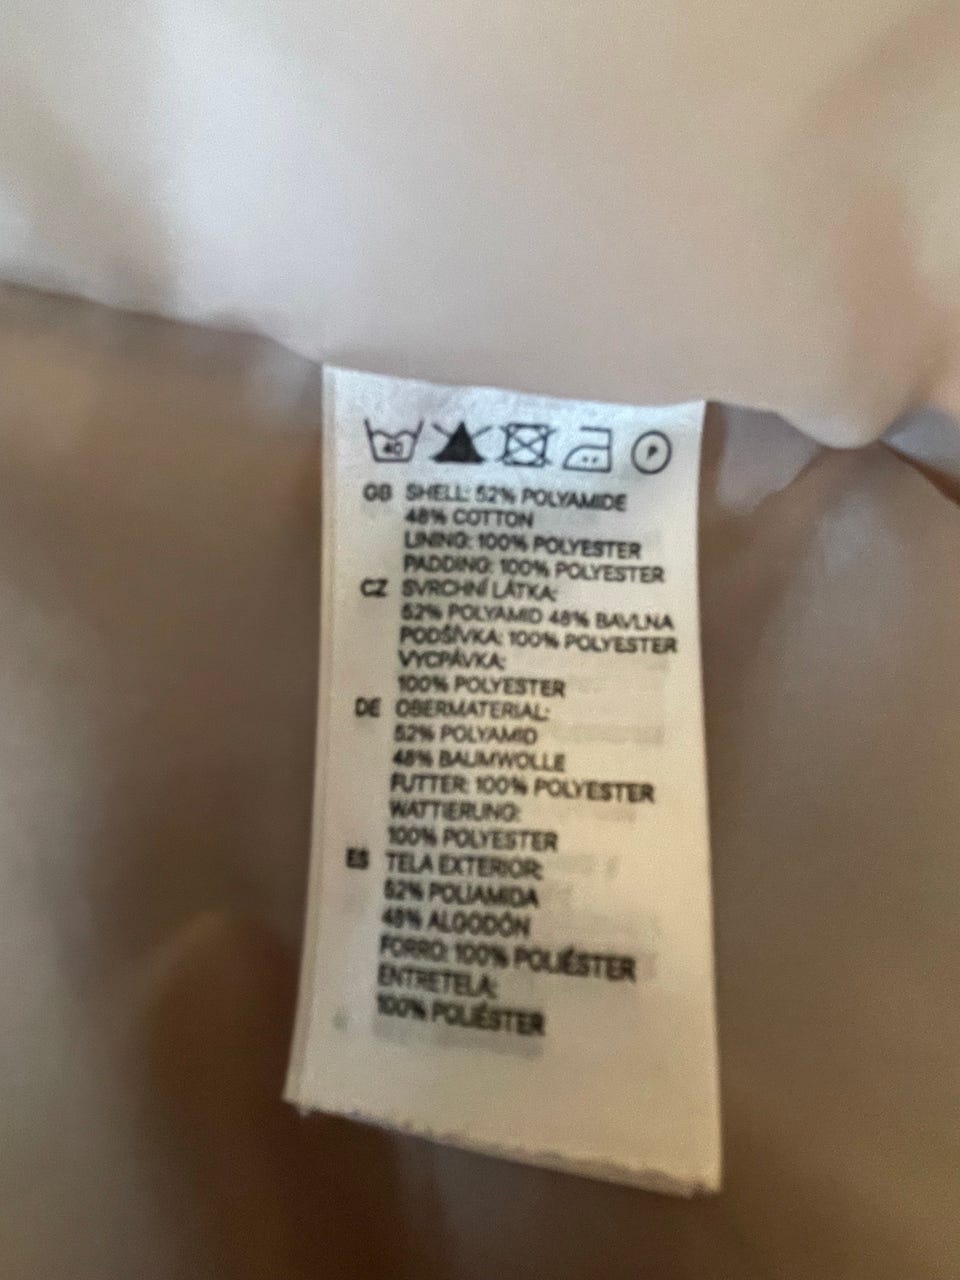 40 P
GB SHELL: 52% POLYAMIDE
48% COTTON
LINING: 100% POLYESTER
PADDING: 100% POLYESTER
CZ SVRCHNÍ LÁTKA:
52% POLYAMID 48% BAVLNA
PODŠÍVKA: 100% POLYESTER
VYCPÁVKA:
100% POLYESTER
DE OBERMATERIAL:
52% POLYAMID
48% BAUMWOLLE
FUTTER: 100% POLYESTER
WATTIERUNG:
100% POLYESTER
ES TELA EXTERIOR:
52% POLIAMIDA
48% ALGODÓN
FORRO: 100% POLIÉSTER
ENTRETELA:
100% POLIÉSTER